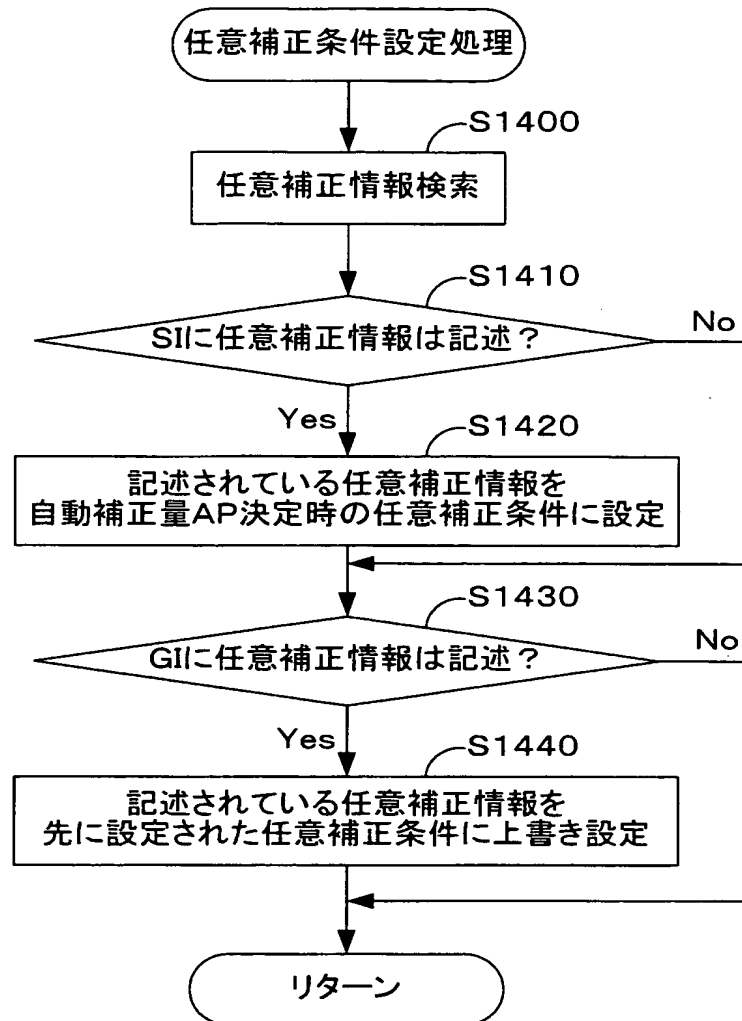 任意補正条件設定処理
S1400
任意補正情報検索
S1410
SIに任意補正情報は記述？
No
Yes
S1420
記述されている任意補正情報を
自動補正量AP決定時の任意補正条件に設定
S1430
GIに任意補正情報は記述？
No
Yes
S1440
記述されている任意補正情報を
先に設定された任意補正条件に上書き設定
リターン